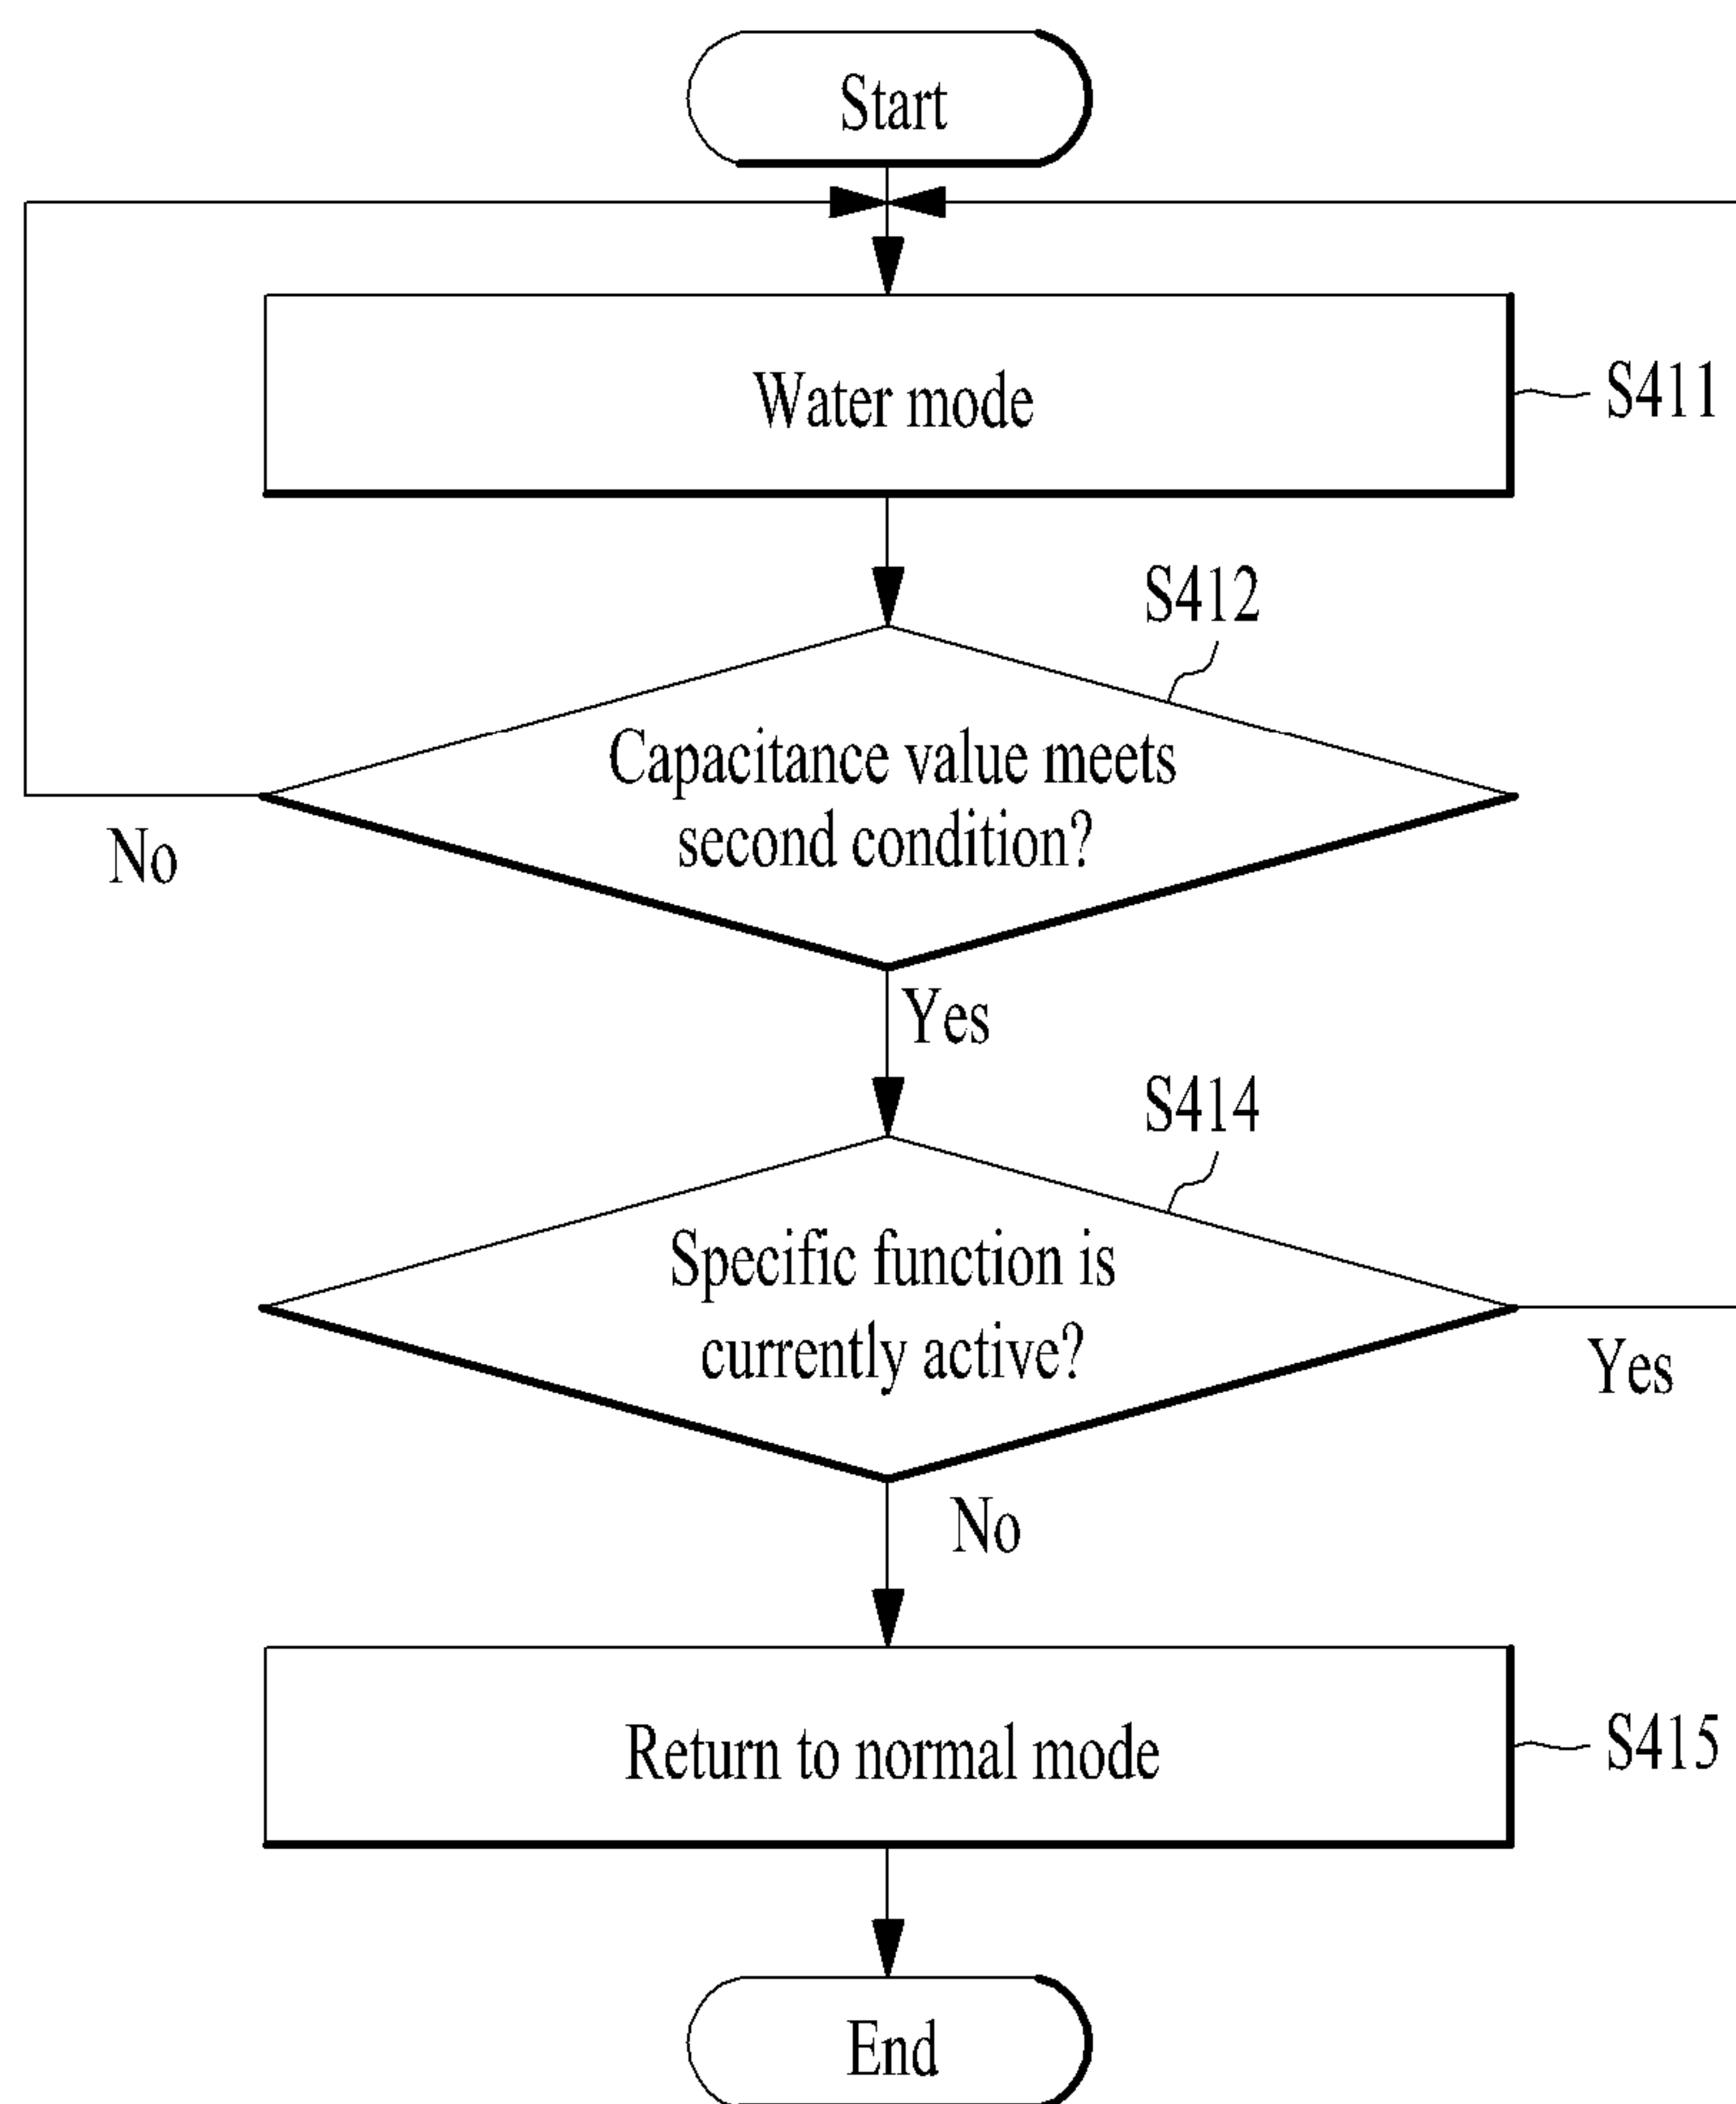 Start
Water mode
S411
S412
Capacitance value meets
second condition?
No
Yes
S414
Specific function is
currently active?
Yes
No
Return to normal mode
S415
End